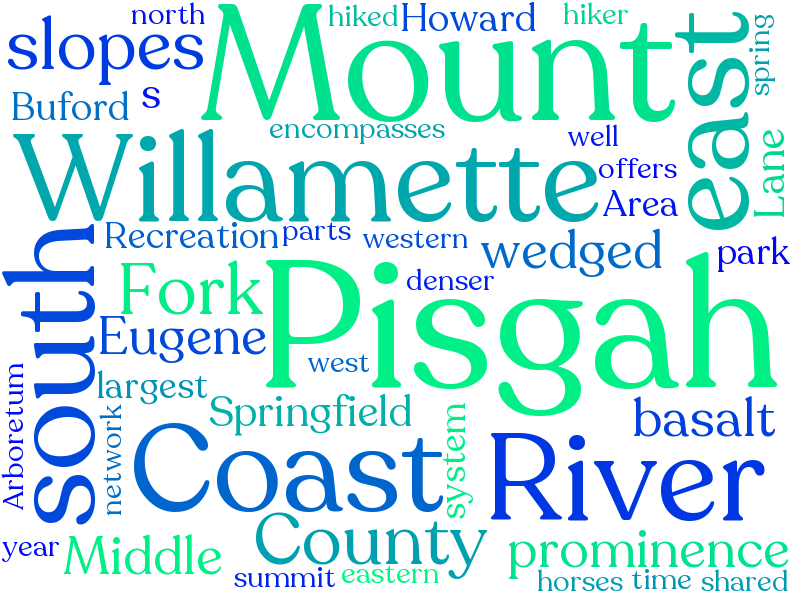 north
hiked
Howard
hiker
slopes
Mount
east
spring
Buford
s
encompasses
well
Willamette
offers
Lane
Area
Recreation
parts
western
wedged
park
south
Fork
denser
Pisgah
Eugene
west
largest
Springfield
Arboretum
network
system
basalt
Coast
River
County
year
Middle
prominence
summit
eastern
horses
time
shared